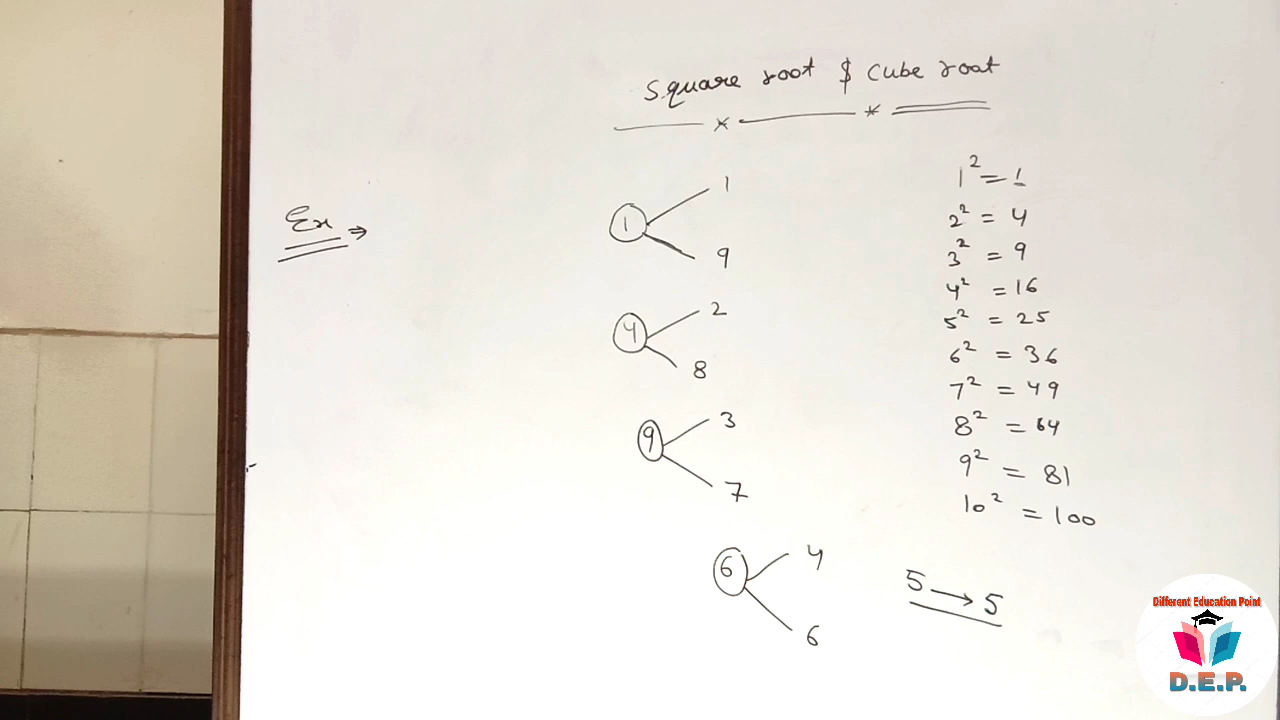 Square root $ cube root
Ex ⇒
1 1
9
4 2
8
9 3
7
6 4
6
1² = 1
2² = 4
3² = 9
4² = 16
5² = 25
6² = 36
7² = 49
8² = 64
9² = 81
10² = 100
5 → 5
Different Education Point
D.E.P.